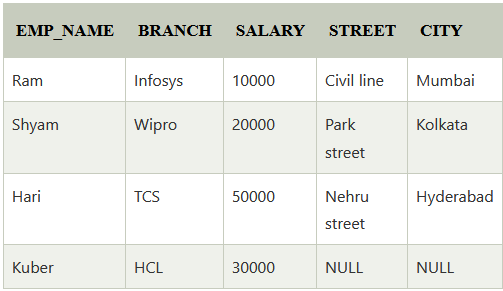 EMP_NAME BRANCH SALARY STREET CITY
Ram Infosys 10000 Civil line Mumbai
Shyam Wipro 20000 Park street Kolkata
Hari TCS 50000 Nehru street Hyderabad
Kuber HCL 30000 NULL NULL